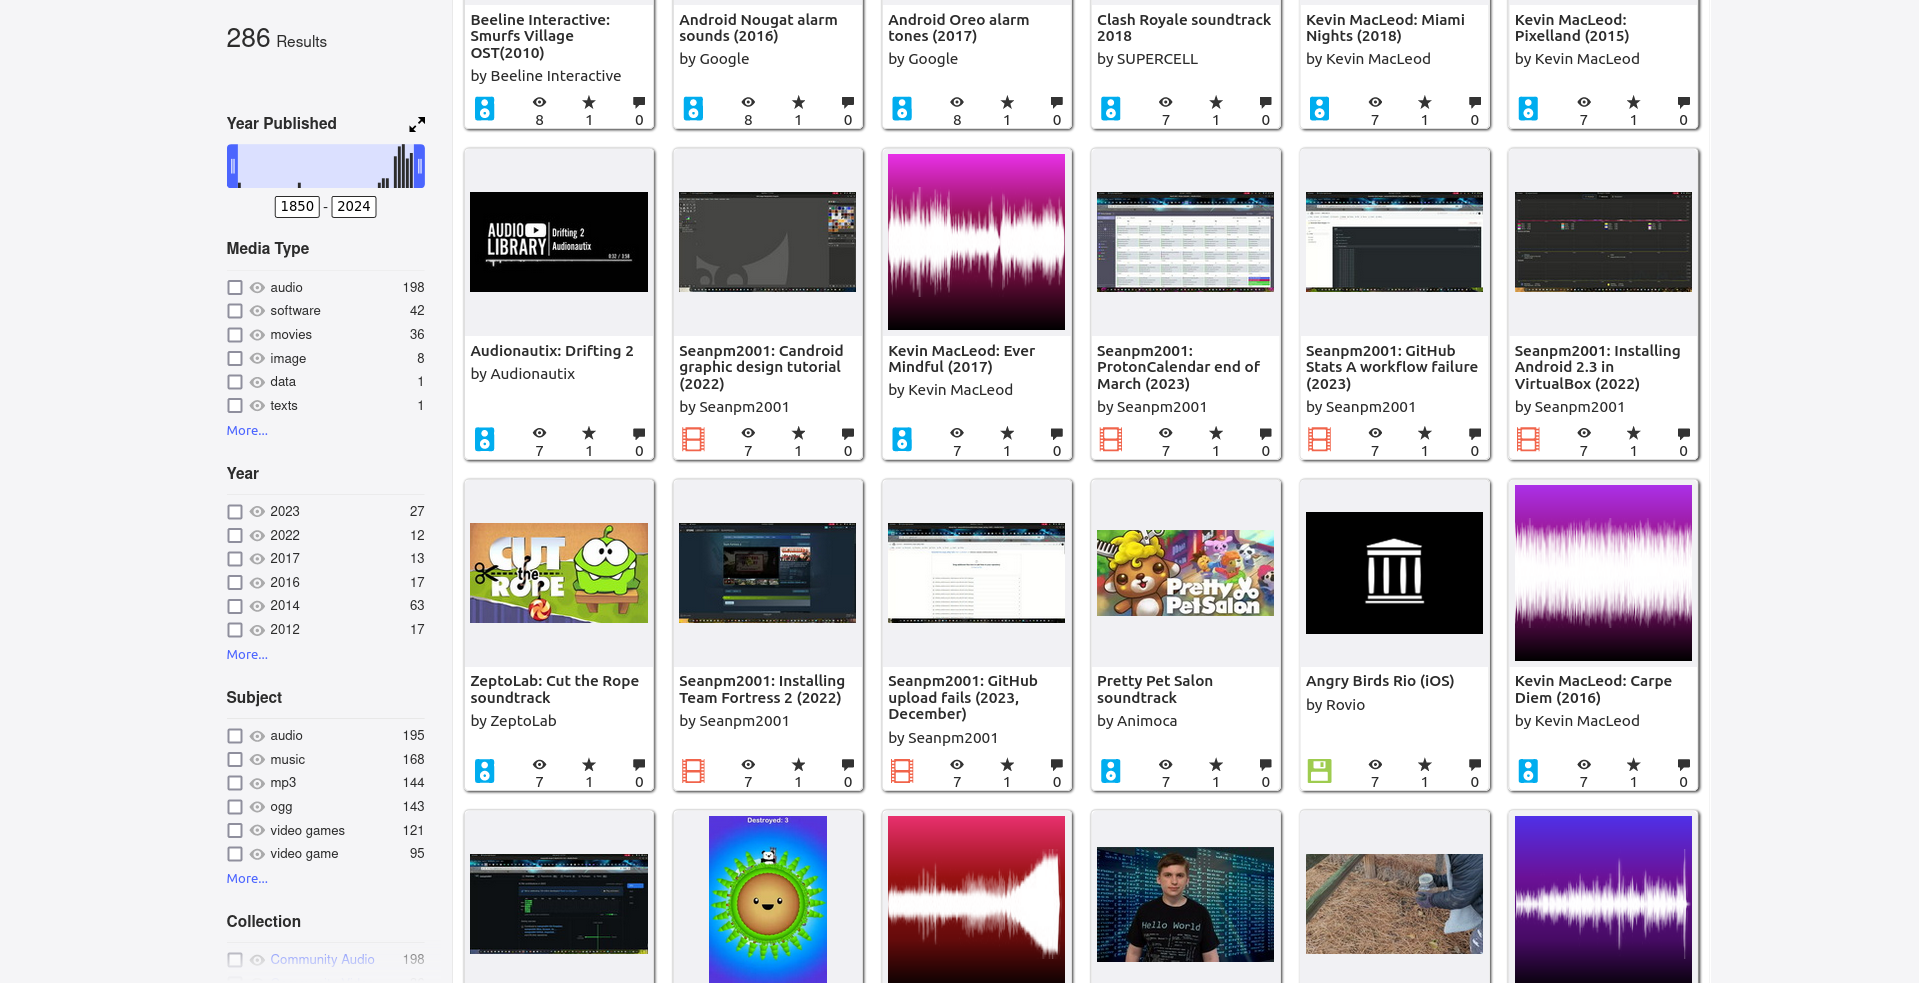 286 Results
Year Published
1850 - 2024
Media Type
audio 198
software 42
movies 36
image 8
data 1
texts 1
More...
Year
2023 27
2022 12
2017 13
2016 17
2014 63
2012 17
More...
Subject
audio 195
music 168
mp3 144
ogg 143
video games 121
video game 95
More...
Collection
Community Audio 198
Beeline Interactive:
Smurfs Village
OST(2010)
by Beeline Interactive
8 1 0
Android Nougat alarm
sounds (2016)
by Google
8 1 0
Android Oreo alarm
tones (2017)
by Google
8 1 0
Clash Royale soundtrack
2018
by SUPERCELL
7 1 0
Kevin MacLeod: Miami
Nights (2018)
by Kevin MacLeod
7 1 0
Kevin MacLeod:
Pixelland (2015)
by Kevin MacLeod
7 1 0
AUDIO
LIBRARY
Drifting 2
Audionautix
0:32 / 3:58
Audionautix: Drifting 2
by Audionautix
7 1 0
Seanpm2001: Candroid
graphic design tutorial
(2022)
by Seanpm2001
7 1 0
Kevin MacLeod: Ever
Mindful (2017)
by Kevin MacLeod
7 1 0
Seanpm2001:
ProtonCalendar end of
March (2023)
by Seanpm2001
7 1 0
Seanpm2001: GitHub
Stats A workflow failure
(2023)
by Seanpm2001
7 1 0
Seanpm2001: Installing
Android 2.3 in
VirtualBox (2022)
by Seanpm2001
7 1 0
CUT
the
ROPE
ZeptoLab: Cut the Rope
soundtrack
by ZeptoLab
7 1 0
Seanpm2001: Installing
Team Fortress 2 (2022)
by Seanpm2001
7 1 0
Seanpm2001: GitHub
upload fails (2023,
December)
by Seanpm2001
7 1 0
Pretty
PetSalon
Pretty Pet Salon
soundtrack
by Animoca
7 1 0
Angry Birds Rio (iOS)
by Rovio
7 1 0
Kevin MacLeod: Carpe
Diem (2016)
by Kevin MacLeod
7 1 0
Destroyed: 3
Hello World